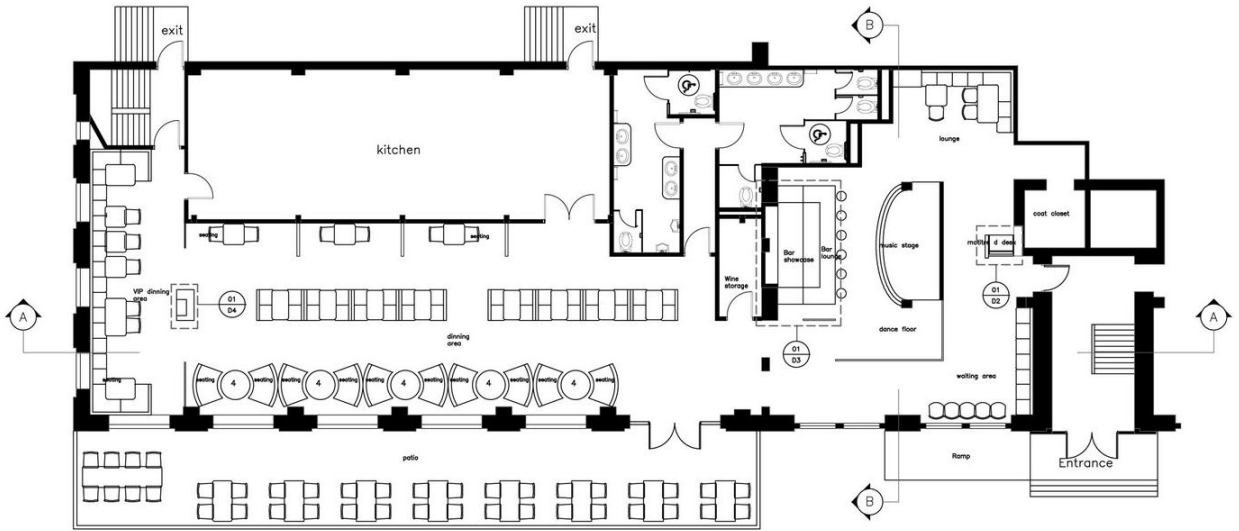 exit
exit
B
kitchen
lounge
coat closet
seating
seating
music stage
Bar
showcase
Bar
lounge
Wine
storage
01
D2
VIP dinning
area
01
D4
A
A
dinning
area
dance floor
01
D3
waiting area
seating
seating
4
seating
seating
4
seating
seating
4
seating
seating
4
seating
seating
4
seating
patio
Ramp
Entrance
B